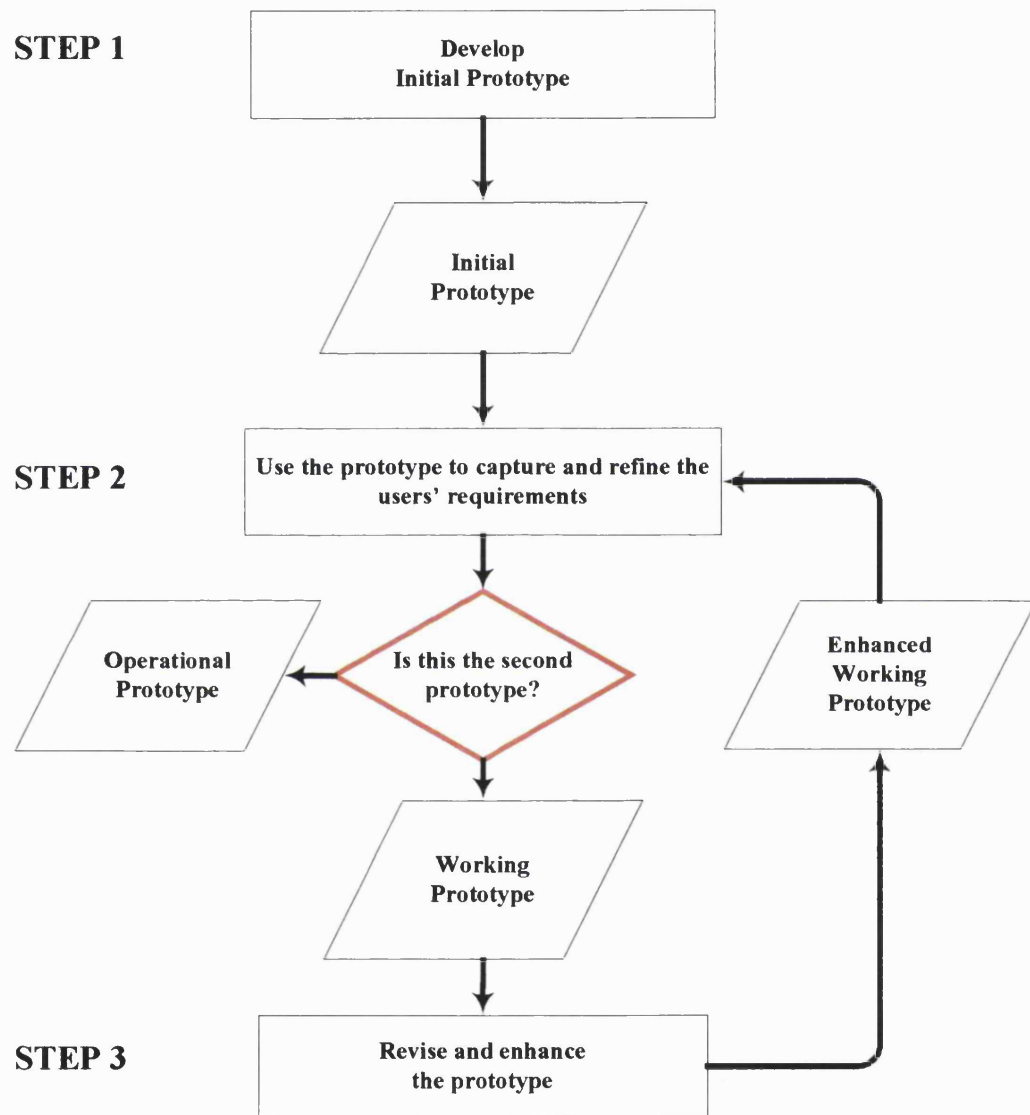 STEP 1
Develop
Initial Prototype
Initial
Prototype
STEP 2
Use the prototype to capture and refine the
users’ requirements
Operational
Prototype
Is this the second
prototype?
Enhanced
Working
Prototype
Working
Prototype
STEP 3
Revise and enhance
the prototype